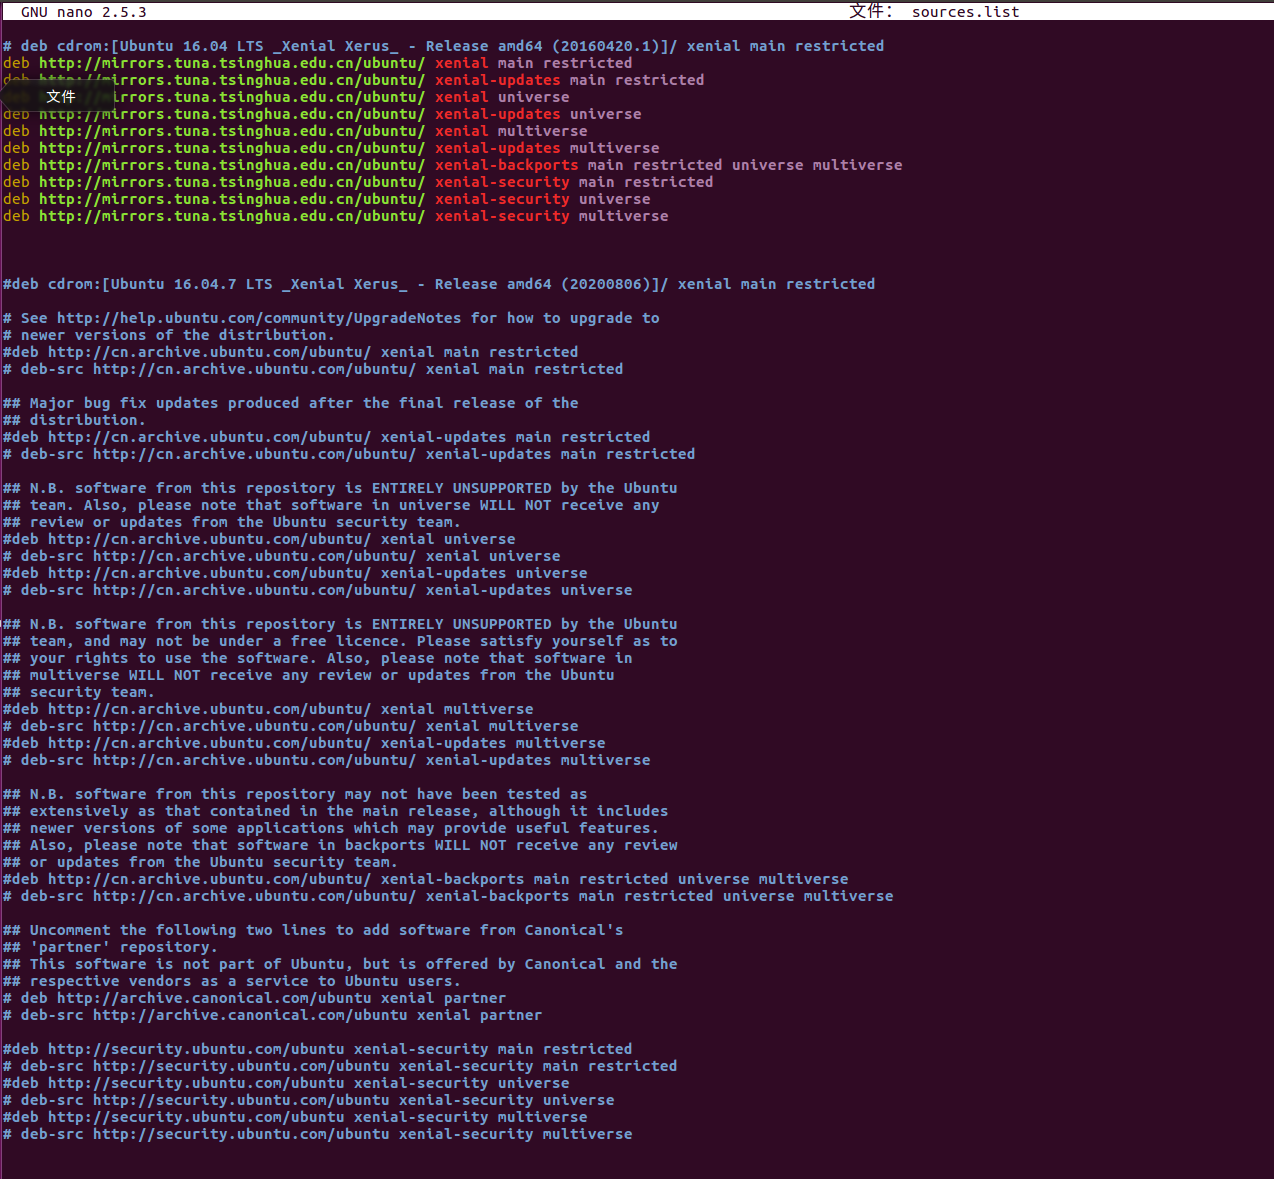 GNU nano 2.5.3 文件： sources.list
# deb cdrom:[Ubuntu 16.04 LTS _Xenial Xerus_ - Release amd64 (20160420.1)]/ xenial main restricted
deb http://mirrors.tuna.tsinghua.edu.cn/ubuntu/ xenial main restricted
deb http://mirrors.tuna.tsinghua.edu.cn/ubuntu/ xenial-updates main restricted
文件 irrors.tuna.tsinghua.edu.cn/ubuntu/ xenial universe
deb http://mirrors.tuna.tsinghua.edu.cn/ubuntu/ xenial-updates universe
deb http://mirrors.tuna.tsinghua.edu.cn/ubuntu/ xenial multiverse
deb http://mirrors.tuna.tsinghua.edu.cn/ubuntu/ xenial-updates multiverse
deb http://mirrors.tuna.tsinghua.edu.cn/ubuntu/ xenial-backports main restricted universe multiverse
deb http://mirrors.tuna.tsinghua.edu.cn/ubuntu/ xenial-security main restricted
deb http://mirrors.tuna.tsinghua.edu.cn/ubuntu/ xenial-security universe
deb http://mirrors.tuna.tsinghua.edu.cn/ubuntu/ xenial-security multiverse
#deb cdrom:[Ubuntu 16.04.7 LTS _Xenial Xerus_ - Release amd64 (20200806)]/ xenial main restricted
# See http://help.ubuntu.com/community/UpgradeNotes for how to upgrade to
# newer versions of the distribution.
#deb http://cn.archive.ubuntu.com/ubuntu/ xenial main restricted
# deb-src http://cn.archive.ubuntu.com/ubuntu/ xenial main restricted
## Major bug fix updates produced after the final release of the
## distribution.
#deb http://cn.archive.ubuntu.com/ubuntu/ xenial-updates main restricted
# deb-src http://cn.archive.ubuntu.com/ubuntu/ xenial-updates main restricted
## N.B. software from this repository is ENTIRELY UNSUPPORTED by the Ubuntu
## team. Also, please note that software in universe WILL NOT receive any
## review or updates from the Ubuntu security team.
#deb http://cn.archive.ubuntu.com/ubuntu/ xenial universe
# deb-src http://cn.archive.ubuntu.com/ubuntu/ xenial universe
#deb http://cn.archive.ubuntu.com/ubuntu/ xenial-updates universe
# deb-src http://cn.archive.ubuntu.com/ubuntu/ xenial-updates universe
## N.B. software from this repository is ENTIRELY UNSUPPORTED by the Ubuntu
## team, and may not be under a free licence. Please satisfy yourself as to
## your rights to use the software. Also, please note that software in
## multiverse WILL NOT receive any review or updates from the Ubuntu
## security team.
#deb http://cn.archive.ubuntu.com/ubuntu/ xenial multiverse
# deb-src http://cn.archive.ubuntu.com/ubuntu/ xenial multiverse
#deb http://cn.archive.ubuntu.com/ubuntu/ xenial-updates multiverse
# deb-src http://cn.archive.ubuntu.com/ubuntu/ xenial-updates multiverse
## N.B. software from this repository may not have been tested as
## extensively as that contained in the main release, although it includes
## newer versions of some applications which may provide useful features.
## Also, please note that software in backports WILL NOT receive any review
## or updates from the Ubuntu security team.
#deb http://cn.archive.ubuntu.com/ubuntu/ xenial-backports main restricted universe multiverse
# deb-src http://cn.archive.ubuntu.com/ubuntu/ xenial-backports main restricted universe multiverse
## Uncomment the following two lines to add software from Canonical's
## 'partner' repository.
## This software is not part of Ubuntu, but is offered by Canonical and the
## respective vendors as a service to Ubuntu users.
# deb http://archive.canonical.com/ubuntu xenial partner
# deb-src http://archive.canonical.com/ubuntu xenial partner
#deb http://security.ubuntu.com/ubuntu xenial-security main restricted
# deb-src http://security.ubuntu.com/ubuntu xenial-security main restricted
#deb http://security.ubuntu.com/ubuntu xenial-security universe
# deb-src http://security.ubuntu.com/ubuntu xenial-security universe
#deb http://security.ubuntu.com/ubuntu xenial-security multiverse
# deb-src http://security.ubuntu.com/ubuntu xenial-security multiverse